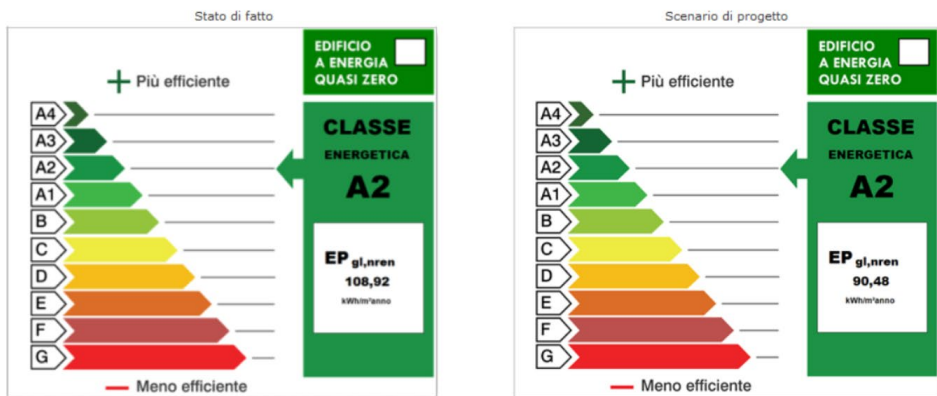 Stato di fatto
EDIFICIO
A ENERGIA
QUASI ZERO
Più efficiente
A4
A3
A2
A1
B
C
D
E
F
G
Meno efficiente
CLASSE
ENERGETICA
A2
EP gl,nren
108,92
kWh/m²anno
Scenario di progetto
EDIFICIO
A ENERGIA
QUASI ZERO
Più efficiente
A4
A3
A2
A1
B
C
D
E
F
G
Meno efficiente
CLASSE
ENERGETICA
A2
EP gl,nren
90,48
kWh/m²anno